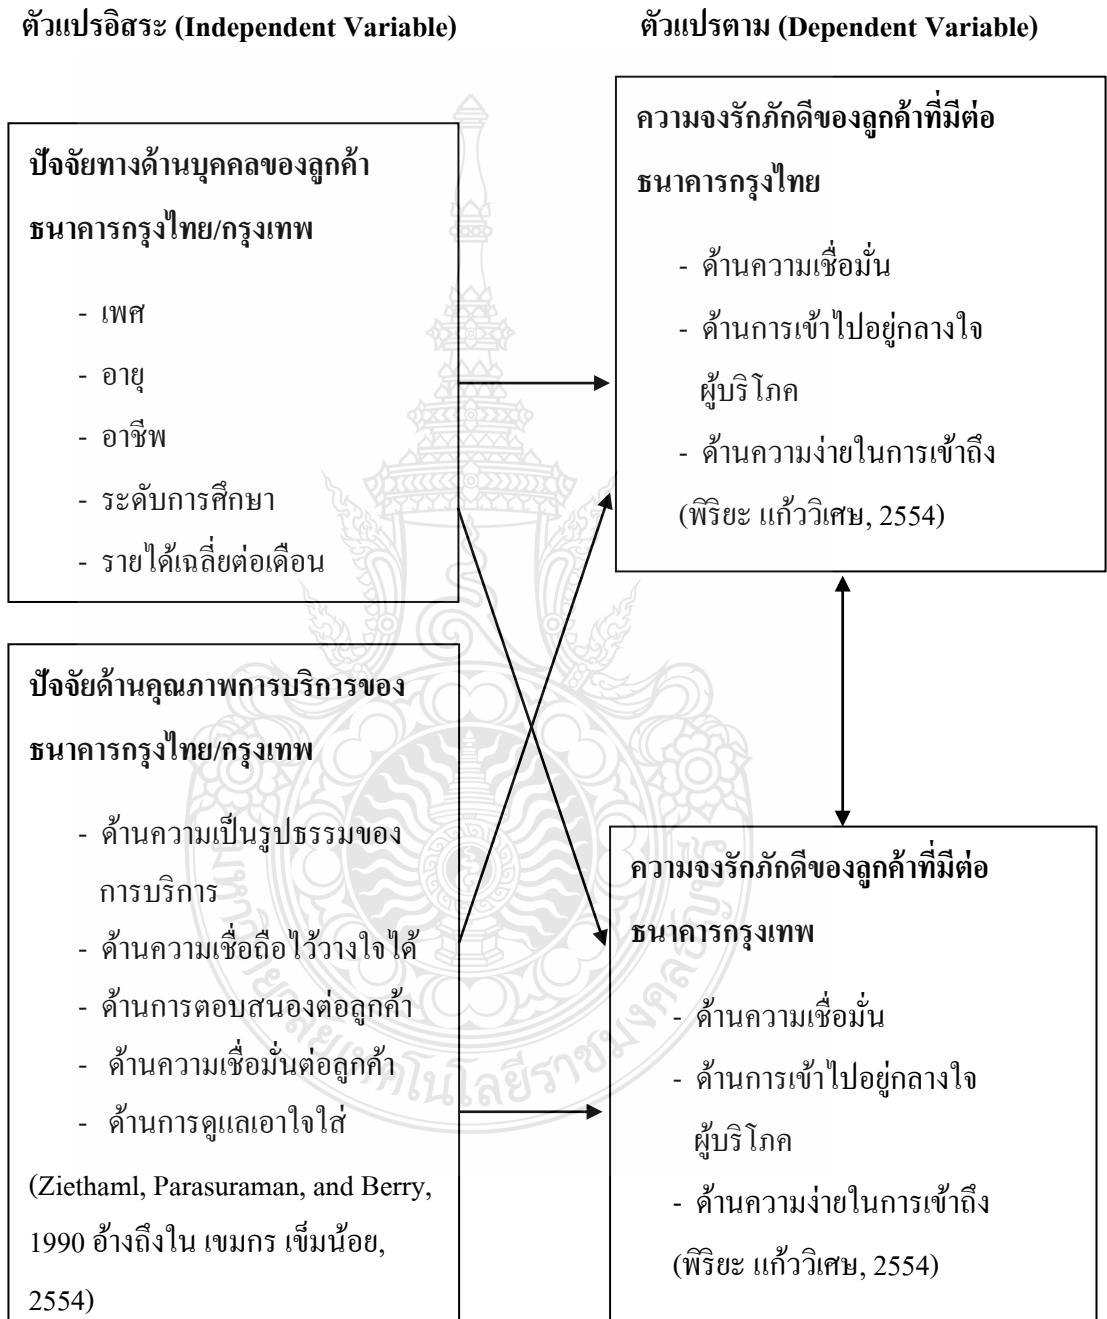 ตัวแปรอิสระ (Independent Variable)
ตัวแปรตาม (Dependent Variable)
ปัจจัยทางด้านบุคคลของลูกค้า
ธนาคารกรุงไทย/กรุงเทพ
- เพศ
- อายุ
- อาชีพ
- ระดับการศึกษา
- รายได้เฉลี่ยต่อเดือน
ปัจจัยด้านคุณภาพการบริการของ
ธนาคารกรุงไทย/กรุงเทพ
- ด้านความเป็นรูปธรรมของ
การบริการ
- ด้านความเชื่อถือไว้วางใจได้
- ด้านการตอบสนองต่อลูกค้า
- ด้านความเชื่อมั่นต่อลูกค้า
- ด้านการดูแลเอาใจใส่
(Ziethaml, Parasuraman, and Berry,
1990 อ้างถึงใน เขมกร เข็มน้อย,
2554)
ความจงรักภักดีของลูกค้าที่มีต่อ
ธนาคารกรุงไทย
- ด้านความเชื่อมั่น
- ด้านการเข้าไปอยู่กลางใจ
ผู้บริโภค
- ด้านความง่ายในการเข้าถึง
(พิริยะ แก้ววิเศษ, 2554)
ความจงรักภักดีของลูกค้าที่มีต่อ
ธนาคารกรุงเทพ
- ด้านความเชื่อมั่น
- ด้านการเข้าไปอยู่กลางใจ
ผู้บริโภค
- ด้านความง่ายในการเข้าถึง
(พิริยะ แก้ววิเศษ, 2554)